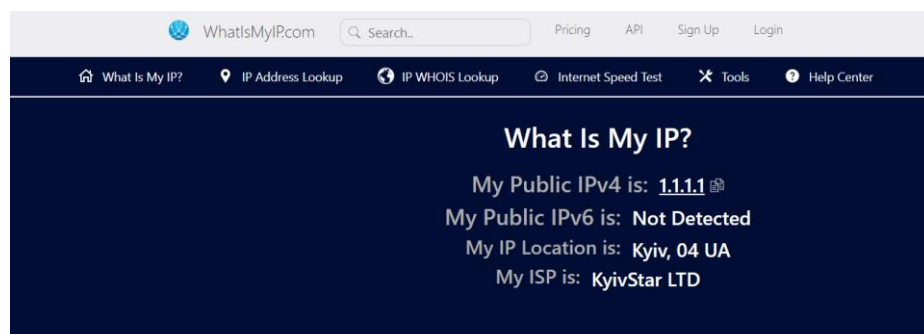 WhatIsMyIP.com Search.. Pricing API Sign Up Login
What Is My IP? IP Address Lookup IP WHOIS Lookup Internet Speed Test Tools Help Center
What Is My IP?
My Public IPv4 is: 1.1.1.1
My Public IPv6 is: Not Detected
My IP Location is: Kyiv, 04 UA
My ISP is: KyivStar LTD